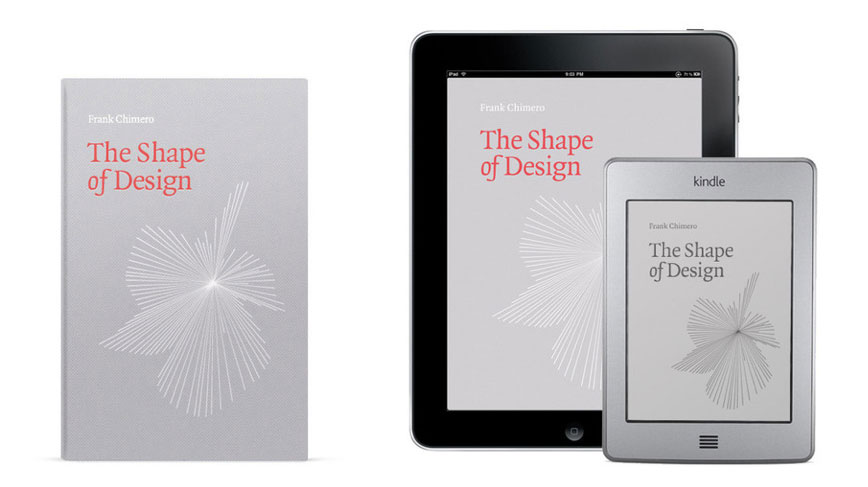 Frank Chimero
The Shape
of Design
iPad
9:02 PM
Frank Chimero
The Shape
of Design
kindle
Frank Chimero
The Shape
of Design